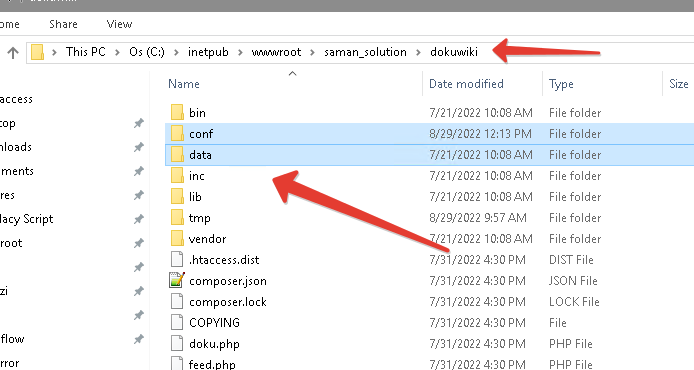 ome Share View
This PC > Os (C:) > inetpub > wwwroot > saman_solution > dokuwiki >
Name Date modified Type Size
access
top
nloads
uments
res
lacy Script
root
zi
flow
rror
bin 7/21/2022 10:08 AM File folder
conf 8/29/2022 12:13 PM File folder
data 7/21/2022 10:08 AM File folder
inc 7/21/2022 10:08 AM File folder
lib 7/21/2022 10:08 AM File folder
tmp 8/29/2022 9:57 AM File folder
vendor 7/21/2022 10:08 AM File folder
.htaccess.dist 7/31/2022 4:30 PM DIST File
composer.json 7/31/2022 4:30 PM JSON File
composer.lock 7/31/2022 4:30 PM LOCK File
COPYING 7/31/2022 4:30 PM File
doku.php 7/31/2022 4:30 PM PHP File
feed.php 7/31/2022 4:30 PM PHP File